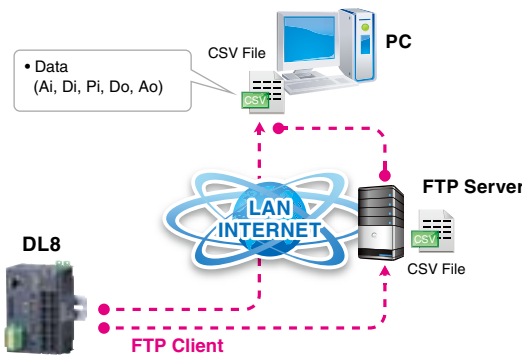 PC
CSV File
• Data
(Ai, Di, Pi, Do, Ao)
CSV
LAN
INTERNET
FTP Server
CSV
CSV File
DL8
FTP Client